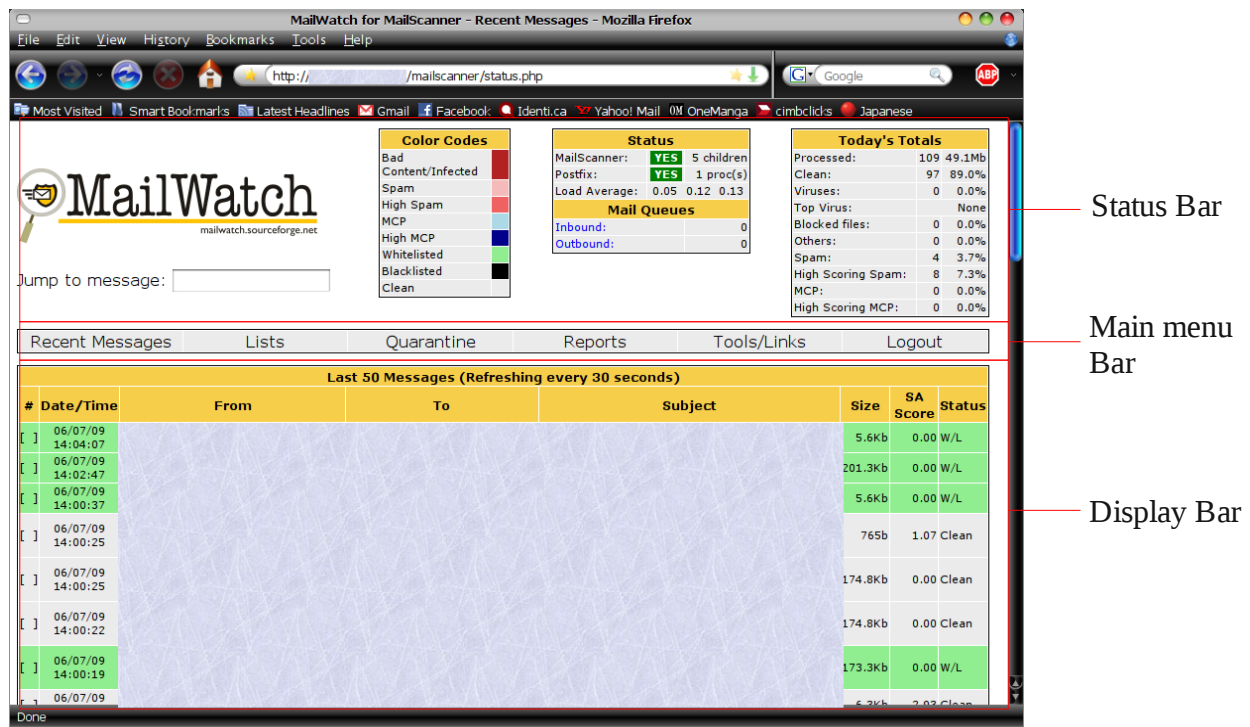 MailWatch for MailScanner - Recent Messages - Mozilla Firefox
File Edit View History Bookmarks Tools Help
http:// /mailscanner/status.php
G Google
ABP
Most Visited Smart Bookmarks Latest Headlines Gmail Facebook Identi.ca Yahoo! Mail OM OneManga cimbclicks Japanese
MailWatch
mailwatch.sourceforge.net
Jump to message:
Color Codes
Bad Content/Infected
Spam
High Spam
MCP
High MCP
Whitelisted
Blacklisted
Clean
Status
MailScanner: YES 5 children
Postfix: YES 1 proc(s)
Load Average: 0.05 0.12 0.13
Mail Queues
Inbound: 0
Outbound: 0
Today's Totals
Processed: 109 49.1Mb
Clean: 97 89.0%
Viruses: 0 0.0%
Top Virus: None
Blocked files: 0 0.0%
Others: 0 0.0%
Spam: 4 3.7%
High Scoring Spam: 8 7.3%
MCP: 0 0.0%
High Scoring MCP: 0 0.0%
Status Bar
Recent Messages Lists Quarantine Reports Tools/Links Logout
Main menu
Bar
Last 50 Messages (Refreshing every 30 seconds)
# Date/Time From To Subject Size SA Score Status
[ ] 06/07/09 14:04:07 5.6Kb 0.00 W/L
[ ] 06/07/09 14:02:47 201.3Kb 0.00 W/L
[ ] 06/07/09 14:00:37 5.6Kb 0.00 W/L
[ ] 06/07/09 14:00:25 765b 1.07 Clean
[ ] 06/07/09 14:00:25 174.8Kb 0.00 Clean
[ ] 06/07/09 14:00:22 174.8Kb 0.00 Clean
[ ] 06/07/09 14:00:19 173.3Kb 0.00 W/L
[ ] 06/07/09 6.3Kb 2.93 Clean
Display Bar
Done